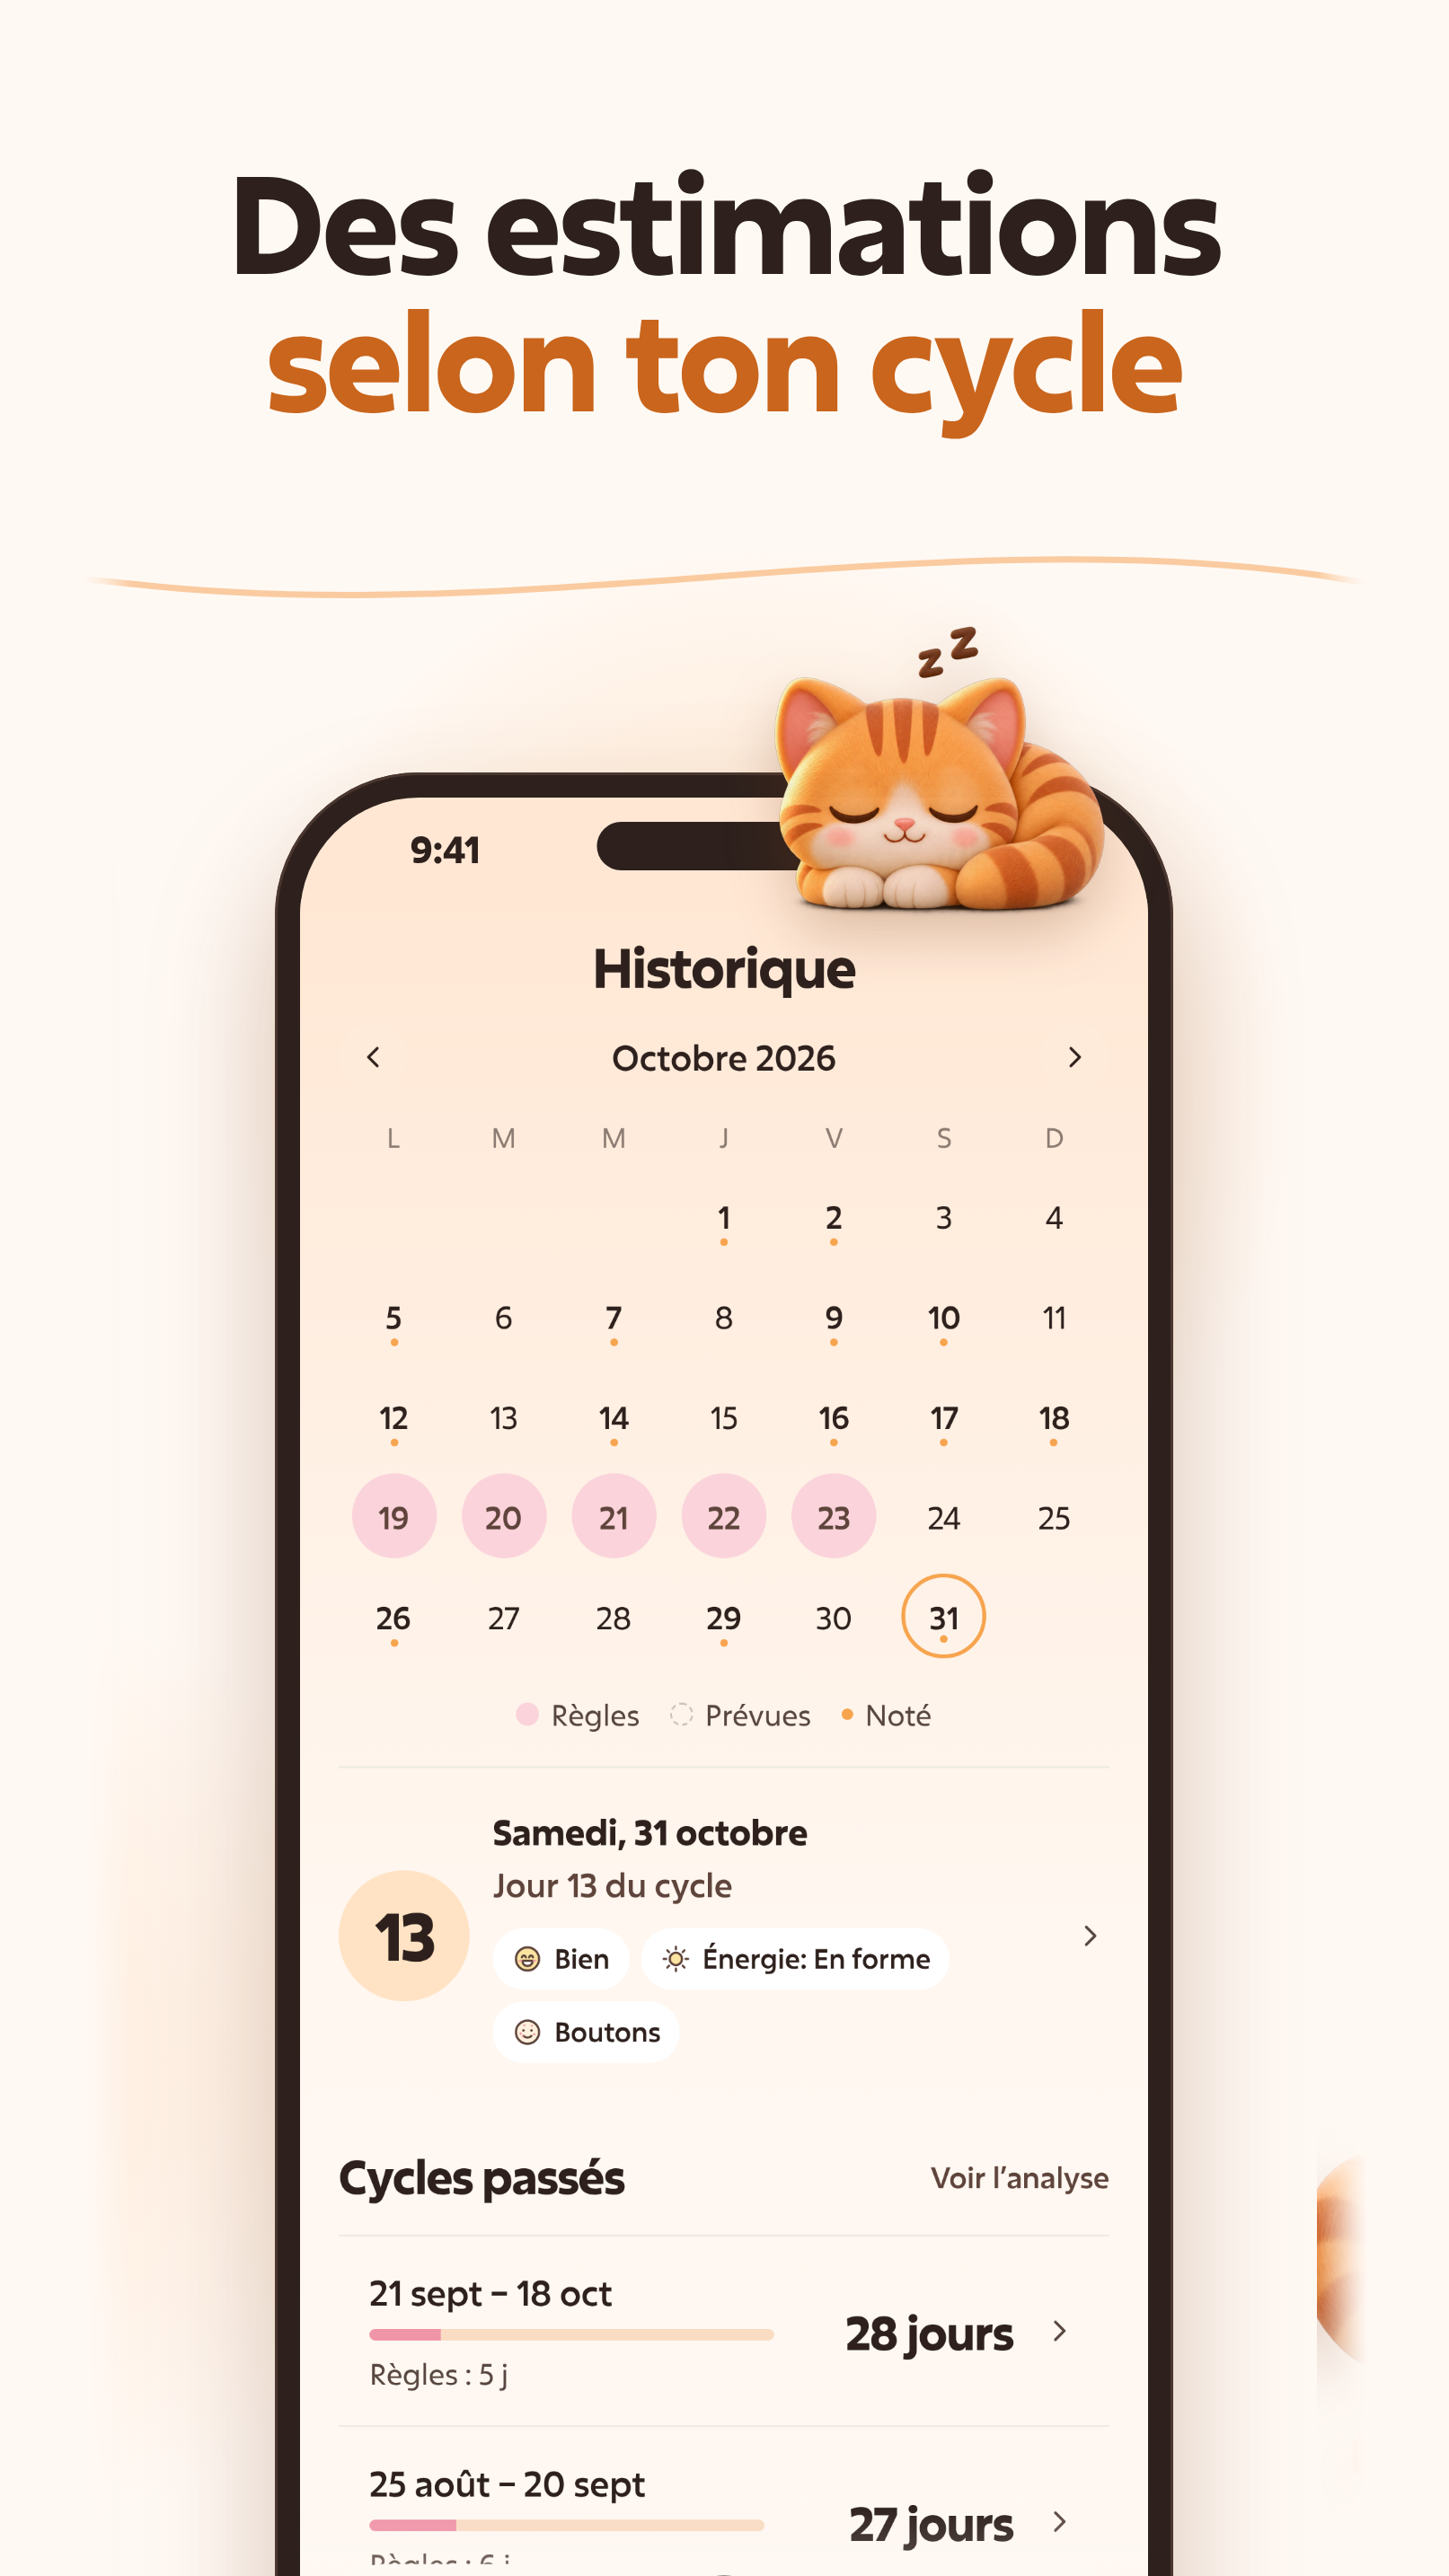 Des estimations
selon ton cycle
z z
9:41
Historique
Octobre 2026
L M M J V S D
1 2 3 4
5 6 7 8 9 10 11
12 13 14 15 16 17 18
19 20 21 22 23 24 25
26 27 28 29 30 31
Règles Prévues Noté
Samedi, 31 octobre
Jour 13 du cycle
13
Bien Énergie: En forme
Boutons
Cycles passés Voir l’analyse
21 sept – 18 oct
28 jours
Règles : 5 j
25 août – 20 sept
27 jours
Règles : 6 j